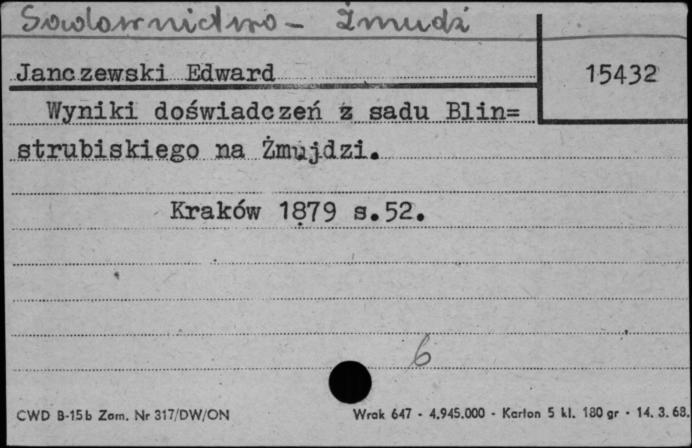 Sadownictwo - Żmudź
Janczewski Edward
15432
Wyniki doświadczeń z sadu Blin=
strubiskiego na Żmujdzi.
Kraków 1879 s.52.
6
CWD B-15b Zam. Nr 317/DW/ON
Wrak 647 - 4.945.000 - Karton 5 kl. 180 gr - 14. 3. 68.